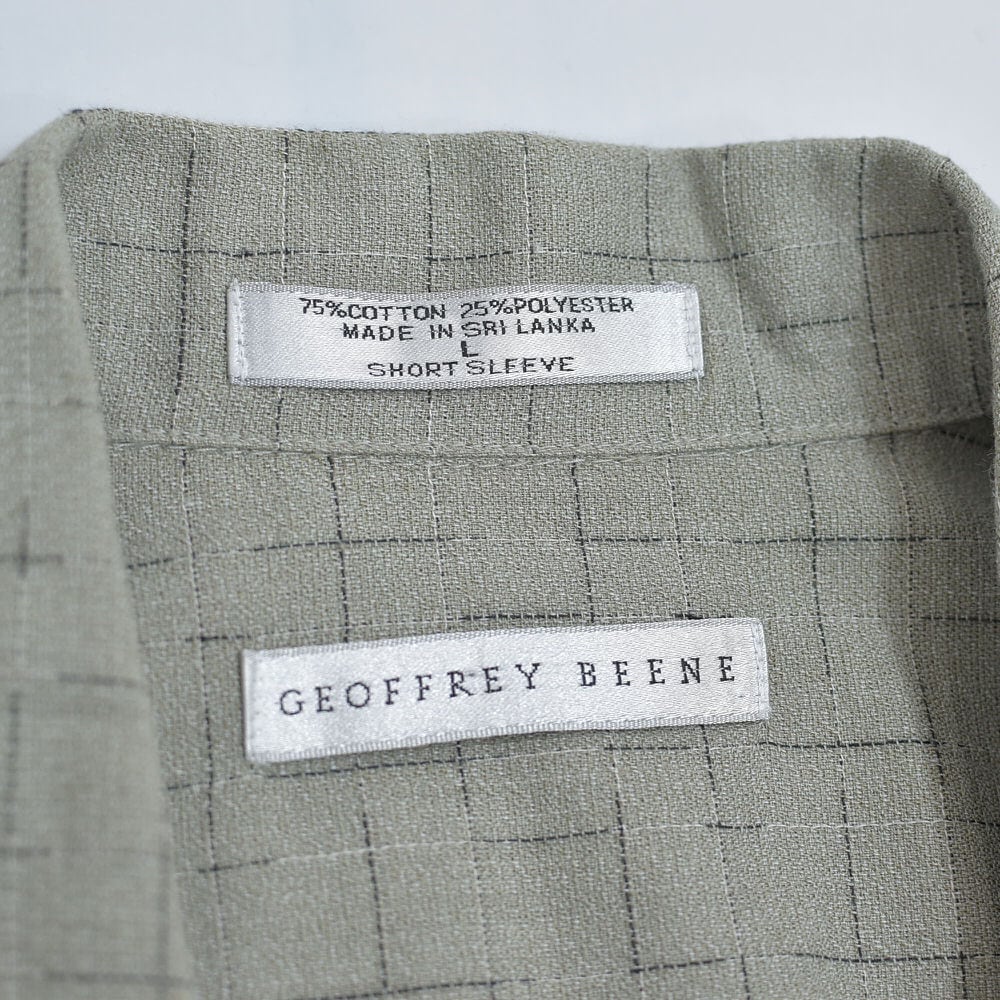 75%COTTON 25%POLYESTER
MADE IN SRI LANKA
L
SHORT SLEEVE
GEOFFREY BEENE